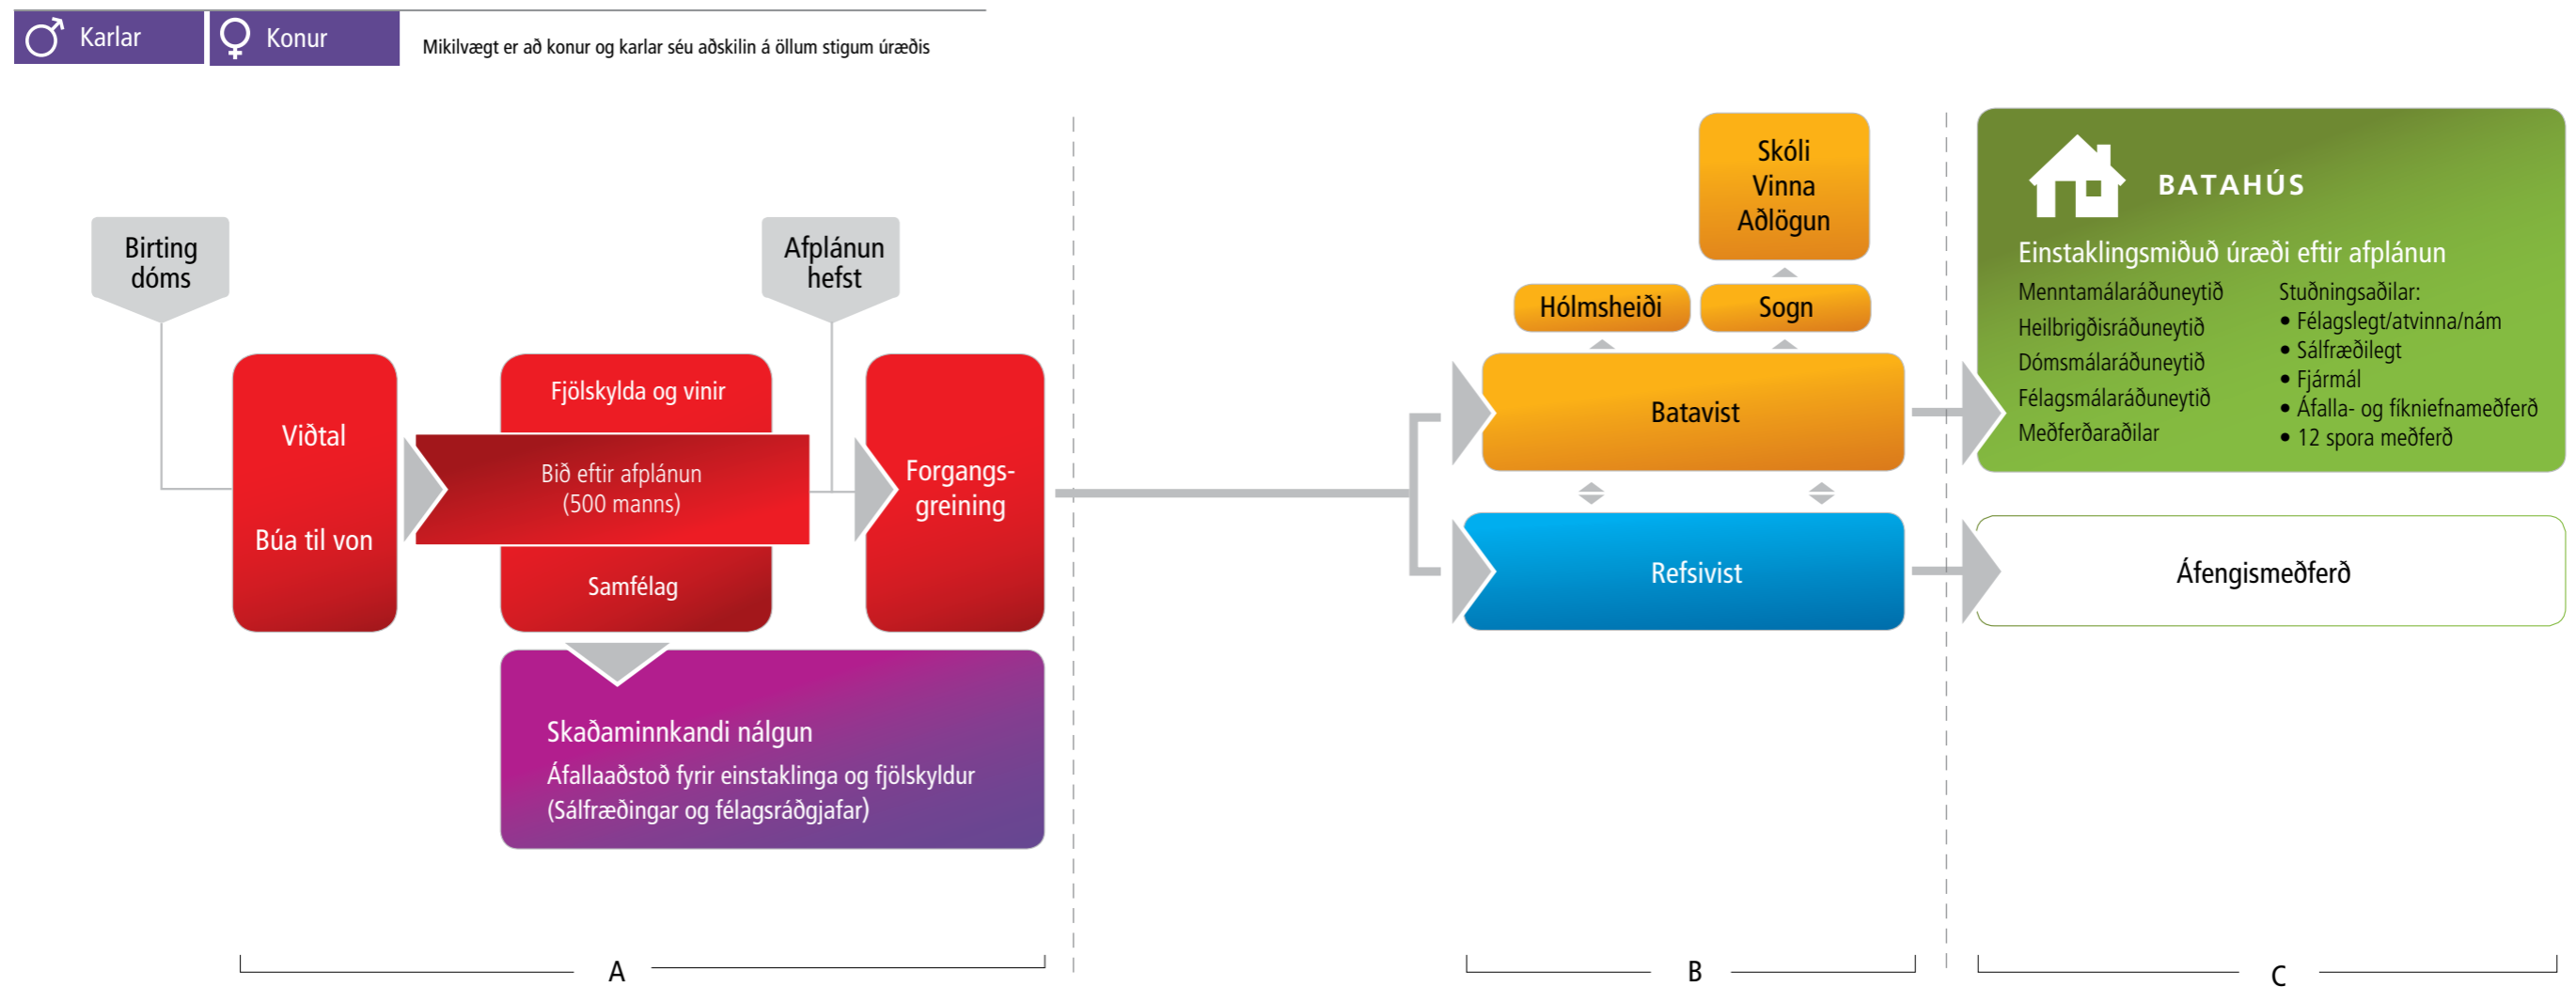 Karlar
Konur
Mikilvægt er að konur og karlar séu aðskilin á öllum stigum úræðis
Birting
dóms
Viðtal
Búa til von
Fjölskylda og vinir
Bið eftir afplánun
(500 manns)
Samfélag
Afplánun
hefst
Forgangs-
greining
Skaðaminnkandi nálgun
Áfallaaðstoð fyrir einstaklinga og fjölskyldur
(Sálfræðingar og félagsráðgjafar)
Skóli
Vinna
Aðlögun
Hólmsheiði
Sogn
Batavist
Refsivist
BATAHÚS
Einstaklingsmiðuð úræði eftir afplánun
Menntamálaráðuneytið
Heilbrigðisráðuneytið
Dómsmálaráðuneytið
Félagsmálaráðuneytið
Meðferðaraðilar
Stuðningsaðilar:
• Félagslegt/atvinna/nám
• Sálfræðilegt
• Fjármál
• Áfalla- og fíkniefnameðferð
• 12 spora meðferð
Áfengismeðferð
A
B
C